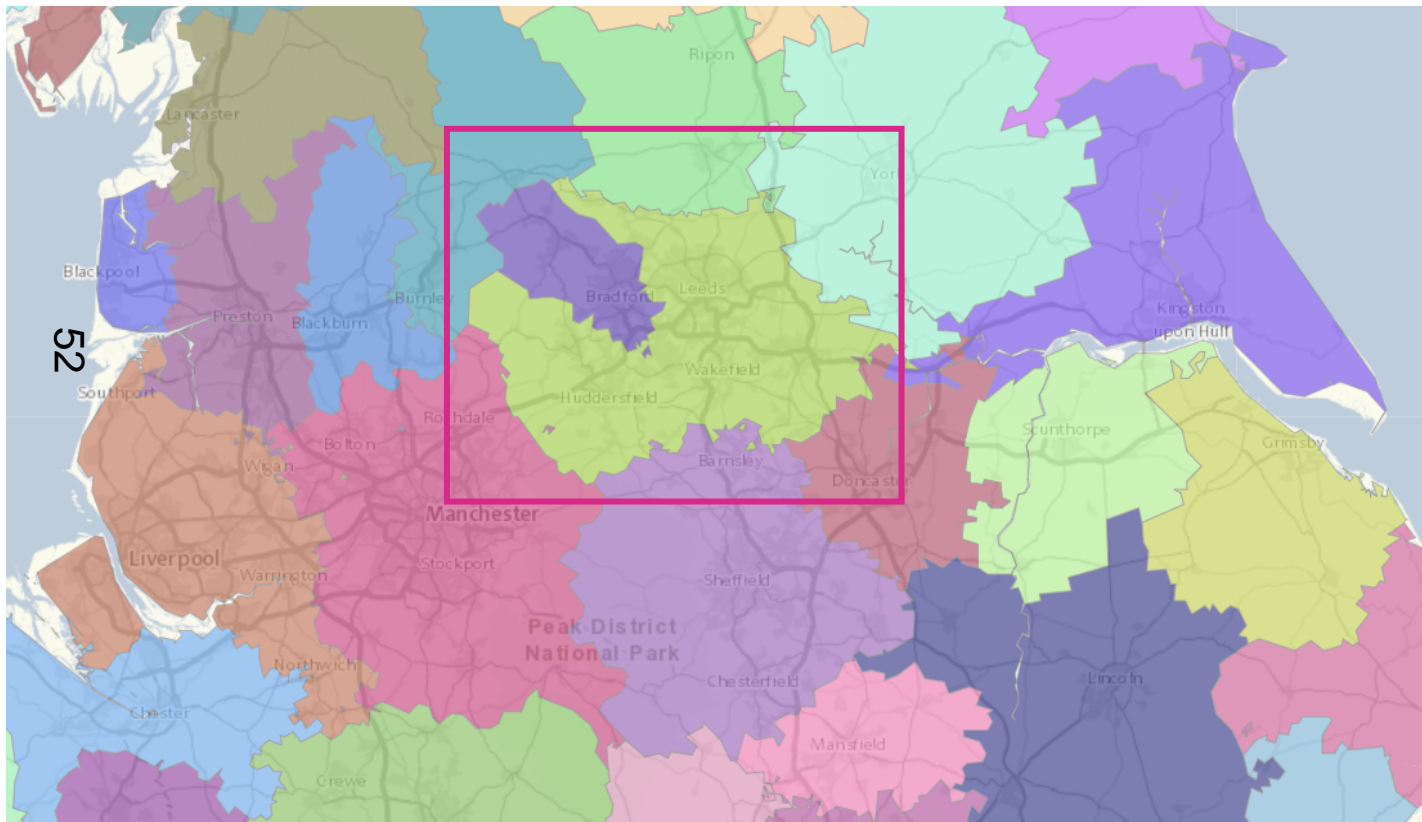 Ripon
Lancaster
York
Blackpool
Burnley
Bradford
Leeds
Kingston
upon Hull
Preston
Blackburn
52
Wakefield
Southport
Huddersfield
Rochdale
Bolton
Scunthorpe
Grimsby
Wigan
Barnsley
Doncaster
Manchester
Liverpool
Stockport
Warrington
Sheffield
Peak District
National Park
Northwich
Chesterfield
Lincoln
Chester
Mansfield
Crewe